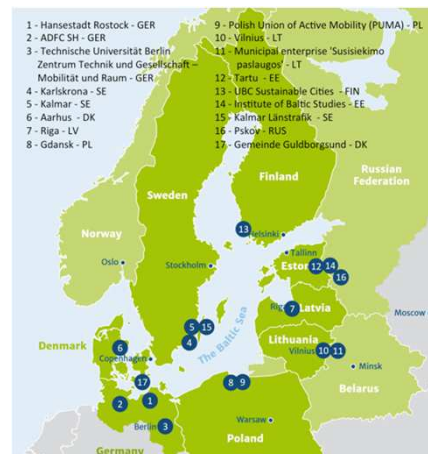 1 - Hansestadt Rostock - GER
2 - ADFC SH - GER
3 - Technische Universität Berlin
Zentrum Technik und Gesellschaft –
Mobilität und Raum - GER
4 - Karlskrona - SE
5 - Kalmar - SE
6 - Aarhus - DK
7 - Riga - LV
8 - Gdansk - PL
9 - Polish Union of Active Mobility (PUMA) - PL
10 - Vilnius - LT
11 - Municipal enterprise 'Susisiekimo
paslaugos' - LT
12 - Tartu - EE
13 - UBC Sustainable Cities - FIN
14 - Institute of Baltic Studies - EE
15 - Kalmar Länstrafik - SE
16 - Pskov - RUS
17 - Gemeinde Guldborgsund - DK
Finland
Sweden
Russian
Federation
Norway
13
Helsinki
Oslo
Stockholm
Tallinn
12 14
16
7
Latvia
Moscow
The Baltic Sea
Lithuania
5 15
4
Denmark
6
Copenhagen
Vilnius 10 11
Minsk
17
8 9
Belarus
2
1
Berlin 3
Warsaw
Poland
Germany